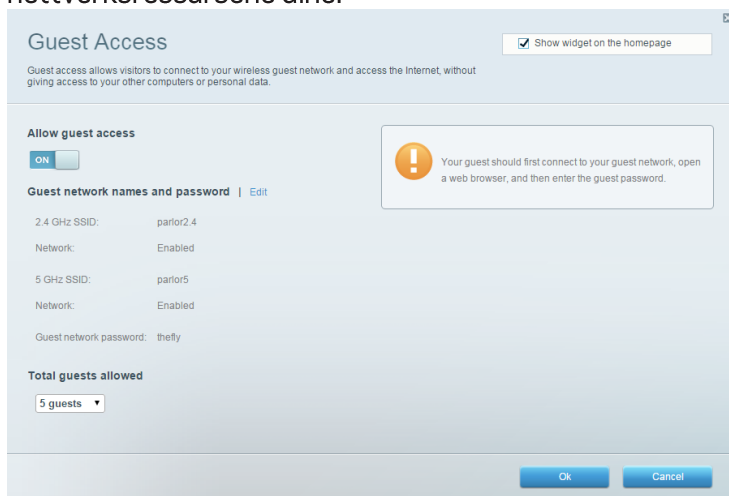 nettverksressursene dine.
Guest Access
Show widget on the homepage
Guest access allows visitors to connect to your wireless guest network and access the Internet, without
giving access to your other computers or personal data.
Allow guest access
ON
Your guest should first connect to your guest network, open
a web browser, and then enter the guest password.
Guest network names and password | Edit
2.4 GHz SSID: parlor2.4
Network: Enabled
5 GHz SSID: parlor5
Network: Enabled
Guest network password: thefly
Total guests allowed
5 guests
Ok Cancel